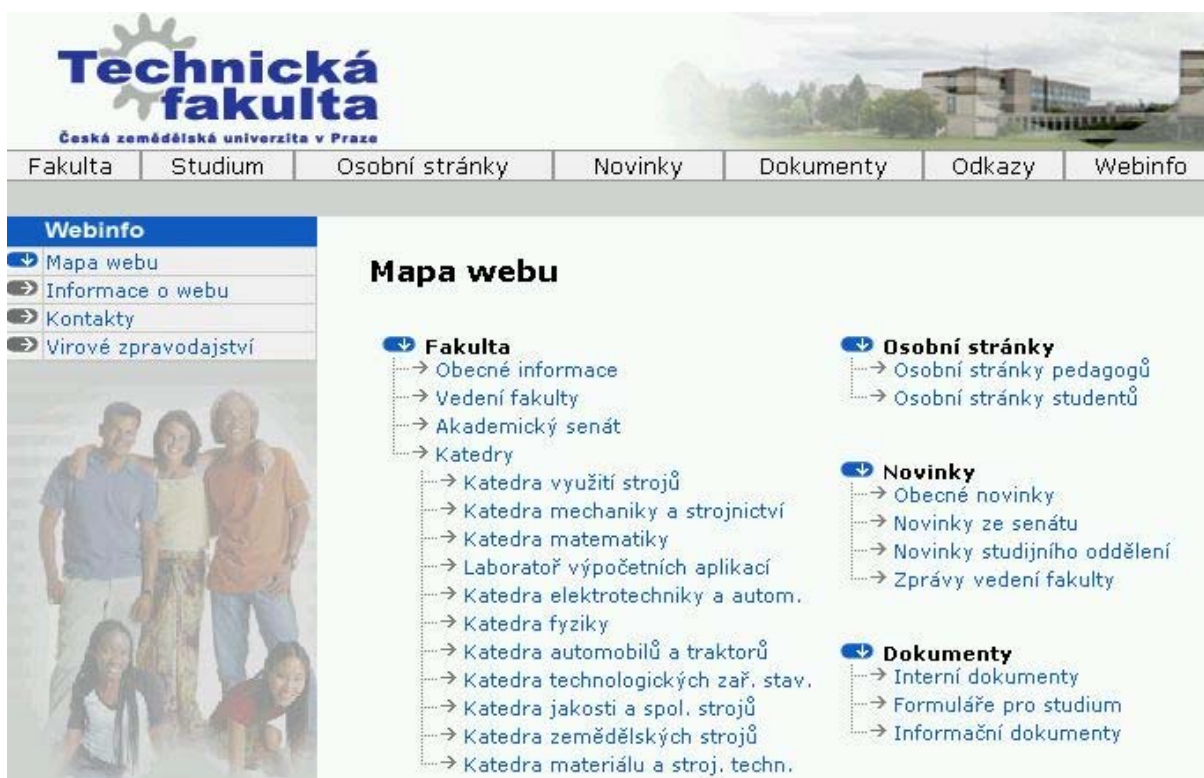 Technická
fakulta
Česká zemědělská univerzita v Praze
Fakulta Studium Osobní stránky Novinky Dokumenty Odkazy Webinfo
Webinfo
Mapa webu
Informace o webu
Kontakty
Virové zpravodajství
Mapa webu
Fakulta
Obecné informace
Vedení fakulty
Akademický senát
Katedry
Katedra využití strojů
Katedra mechaniky a strojnictví
Katedra matematiky
Laboratoř výpočetních aplikací
Katedra elektrotechniky a autom.
Katedra fyziky
Katedra automobilů a traktorů
Katedra technologických zař. stav.
Katedra jakosti a spol. strojů
Katedra zemědělských strojů
Katedra materiálu a stroj. techn.
Osobní stránky
Osobní stránky pedagogů
Osobní stránky studentů
Novinky
Obecné novinky
Novinky ze senátu
Novinky studijního oddělení
Zprávy vedení fakulty
Dokumenty
Interní dokumenty
Formuláře pro studium
Informační dokumenty